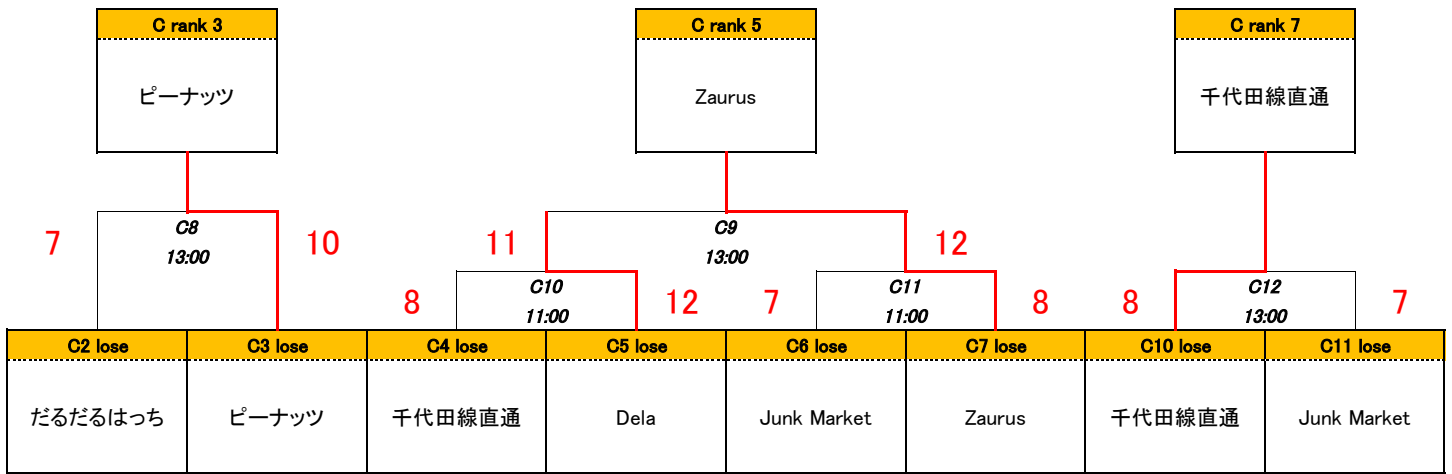 C rank 3
C rank 5
C rank 7
ピーナッツ
Zaurus
千代田線直通
C8
C9
7
10
11
12
13:00
13:00
C10
C11
C12
8
12
7
8
8
7
11:00
11:00
13:00
C2 lose
C3 lose
C4 lose
C5 lose
C6 lose
C7 lose
C10 lose
C11 lose
だるだるはっち
ピーナッツ
千代田線直通
Dela
Junk Market
Zaurus
千代田線直通
Junk Market